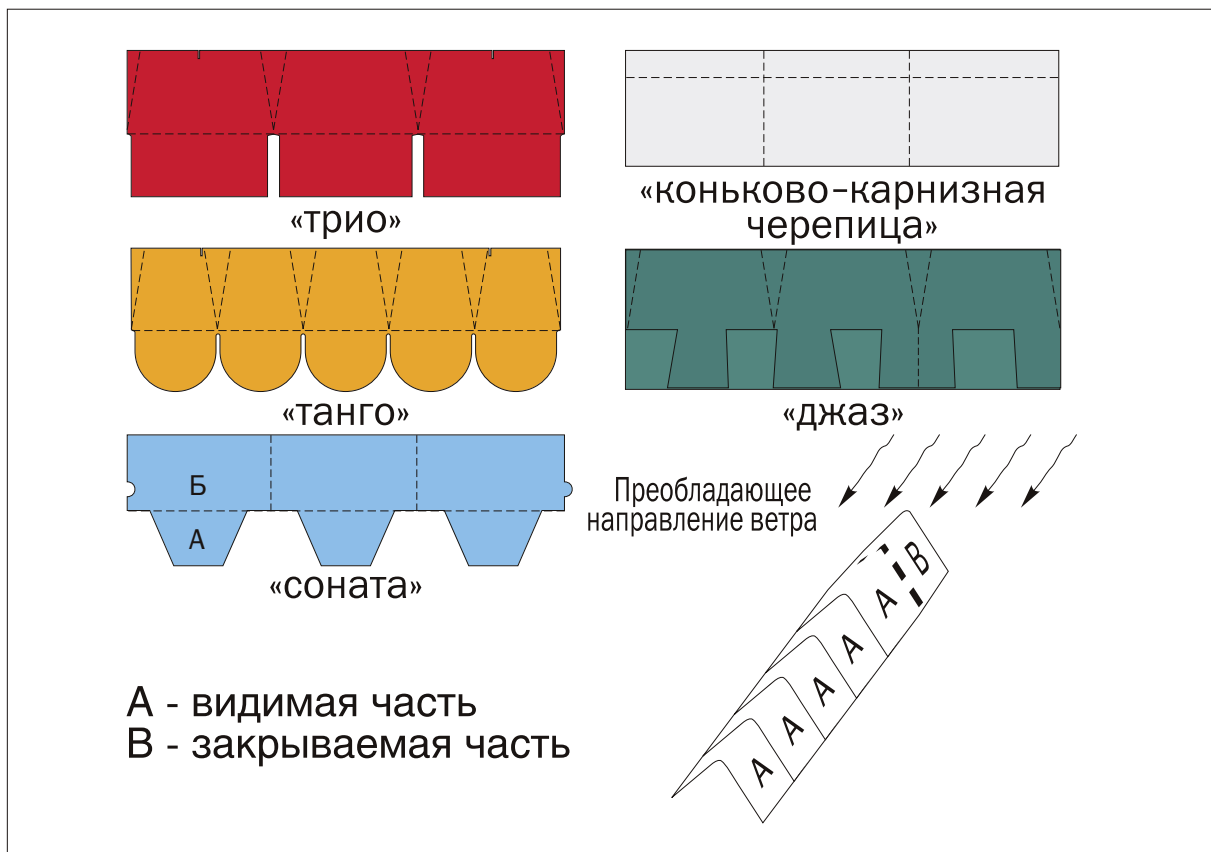 «трио»
«коньково-карнизная
черепица»
«танго»
«джаз»
Б
А
«соната»
Преобладающее
направление ветра
В
А
А
А
А
А
А - видимая часть
В - закрываемая часть